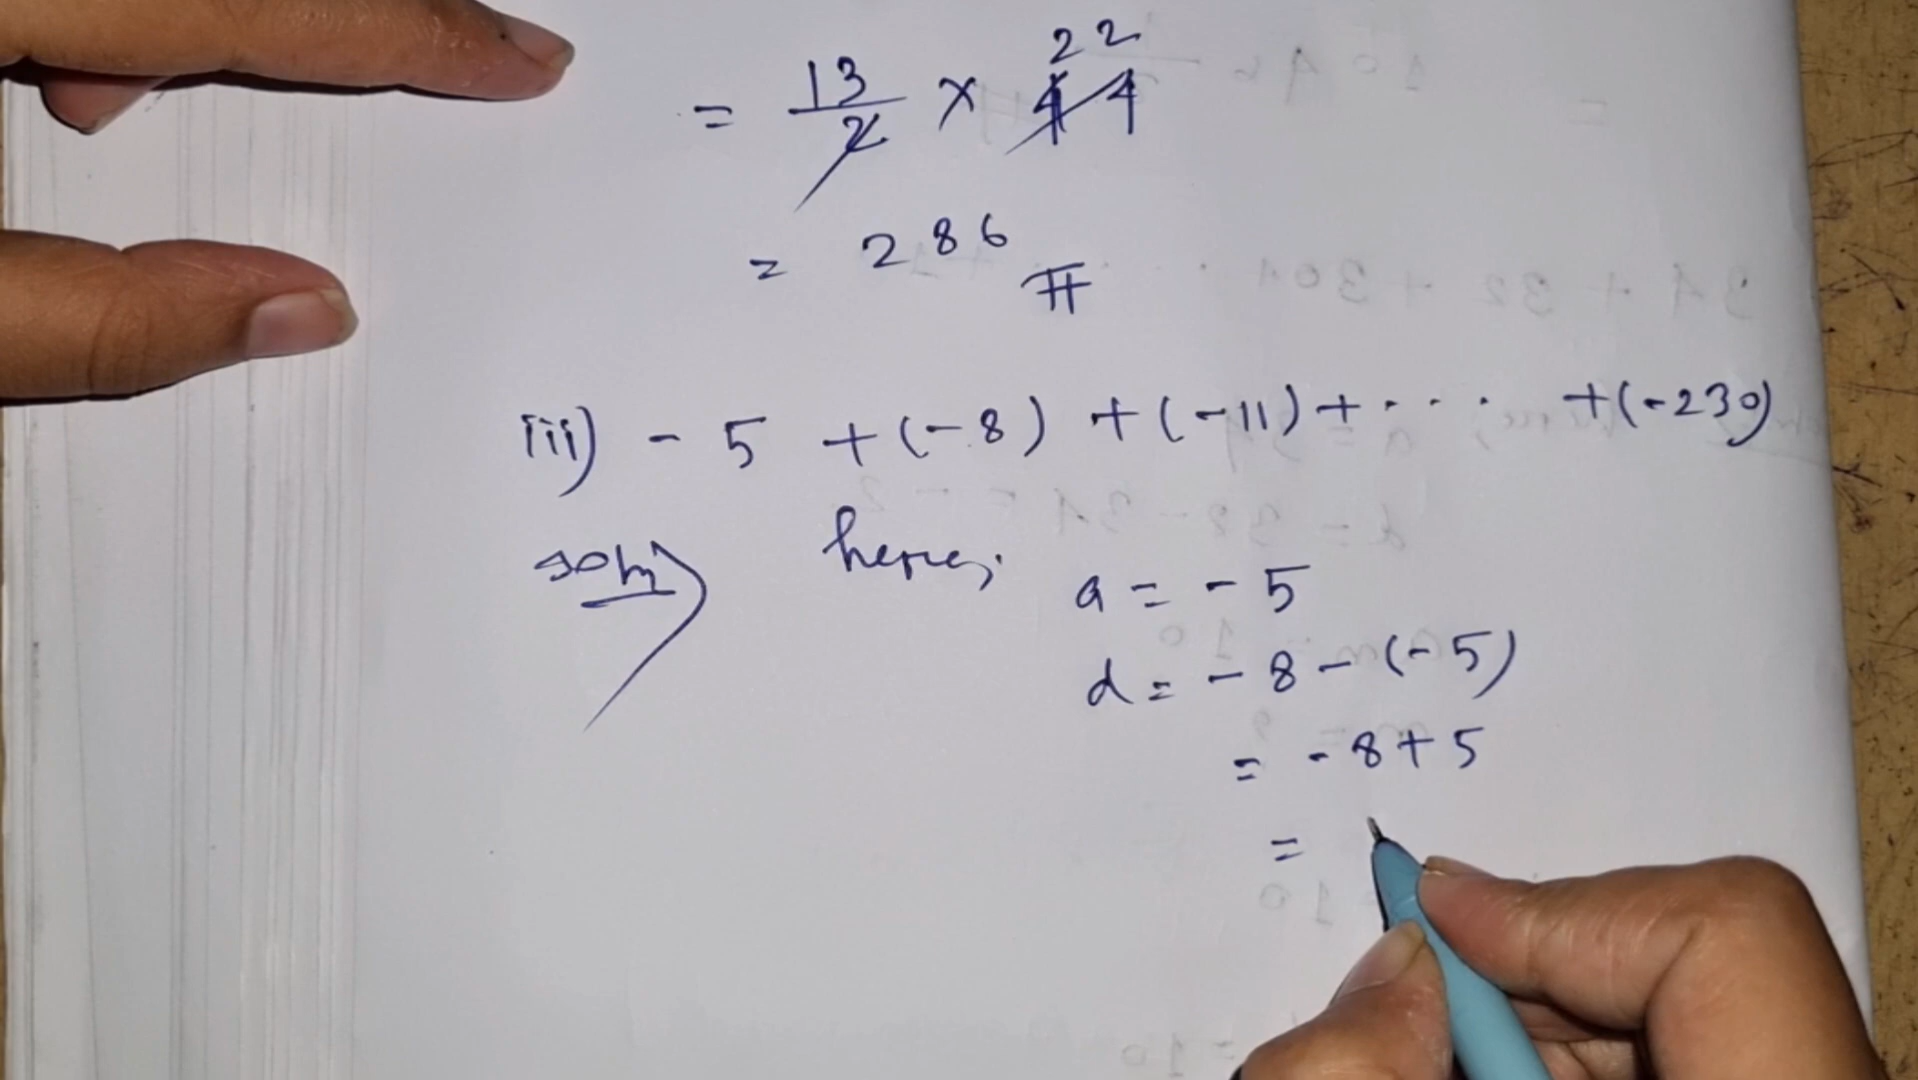 = 13/2 × 44 22
= 286
iii) - 5 + (-8) + (-11) + . . . . + (-230)
soln here,
a = - 5
d = - 8 - (- 5)
= - 8 + 5
=